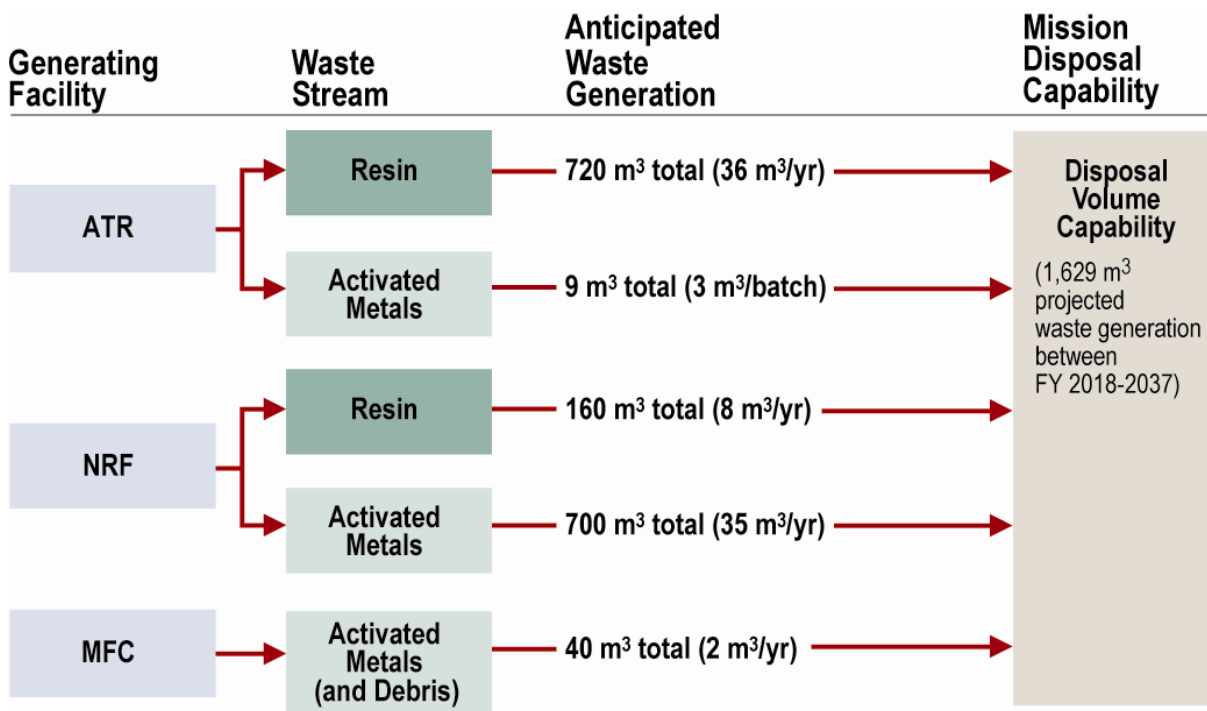 Generating
Facility
Waste
Stream
Anticipated
Waste
Generation
Mission
Disposal
Capability
ATR
Resin
720 m³ total (36 m³/yr)
Activated
Metals
9 m³ total (3 m³/batch)
NRF
Resin
160 m³ total (8 m³/yr)
Activated
Metals
700 m³ total (35 m³/yr)
MFC
Activated
Metals
(and Debris)
40 m³ total (2 m³/yr)
Disposal
Volume
Capability
(1,629 m³
projected
waste generation
between
FY 2018-2037)